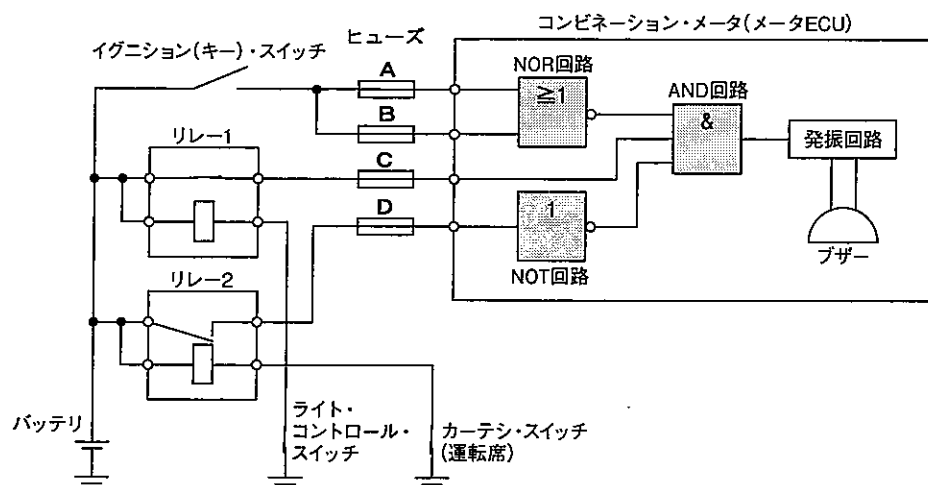 コンビネーション・メータ(メータECU)
イグニション(キー)・スイッチ
ヒューズ
NOR回路
A
≧1
AND回路
B
&
リレー1
発振回路
C
D
1
ブザー
NOT回路
リレー2
バッテリ
ライト・
コントロール・
スイッチ
カーテシ・スイッチ
(運転席)